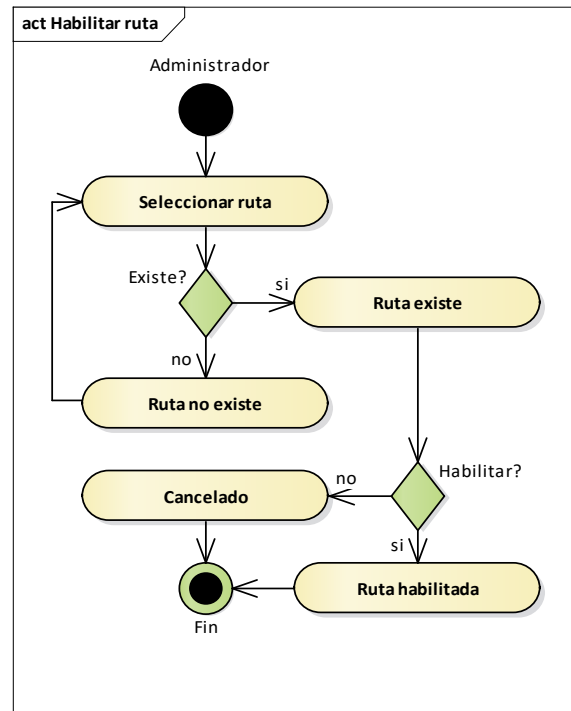 act Habilitar ruta
Administrador
Seleccionar ruta
Existe?
si
Ruta existe
no
Ruta no existe
Habilitar?
no
Cancelado
si
Ruta habilitada
Fin